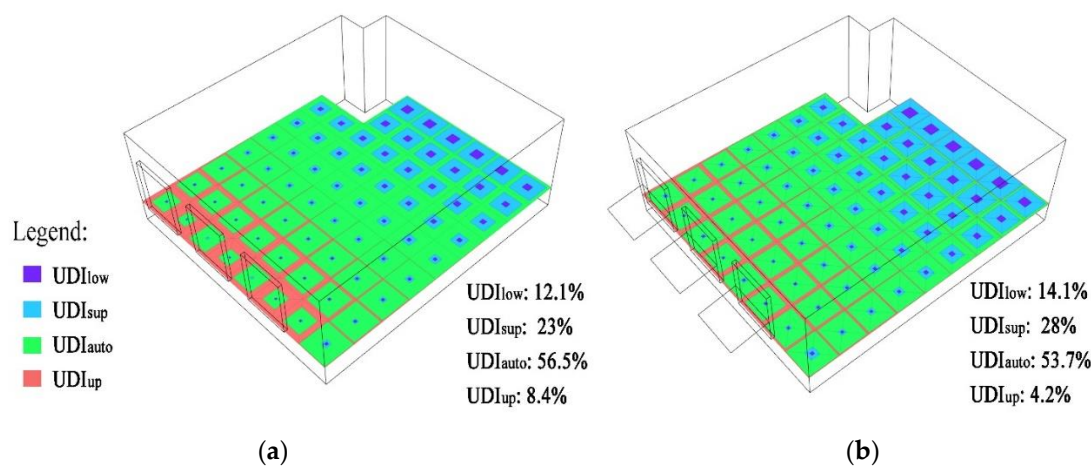 Legend:
UDIlow
UDIsup
UDIauto
UDIup
UDIlow: 12.1%
UDIsup: 23%
UDIauto: 56.5%
UDIup: 8.4%
(a)
UDIlow: 14.1%
UDIsup: 28%
UDIauto: 53.7%
UDIup: 4.2%
(b)